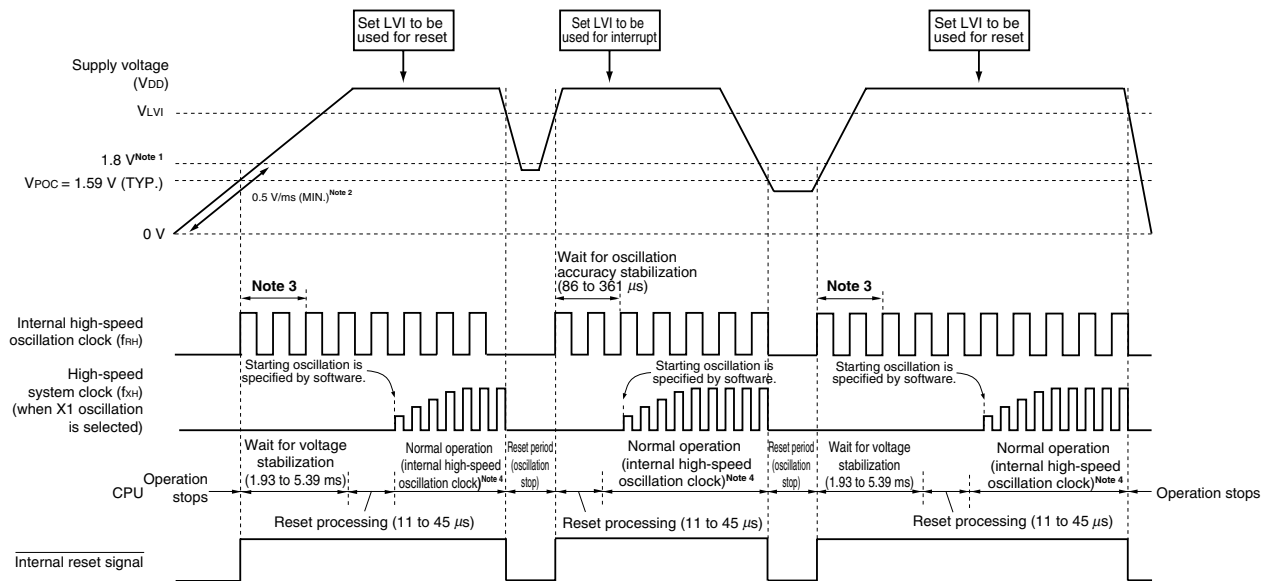 Set LVI to be
used for reset
Set LVI to be
used for interrupt
Set LVI to be
used for reset
Supply voltage
(VDD)
VLVI
1.8 V Note 1
VPOC = 1.59 V (TYP.)
0.5 V/ms (MIN.) Note 2
0 V
Wait for oscillation
accuracy stabilization
(86 to 361 μs)
Note 3
Note 3
Internal high-speed
oscillation clock (fRH)
High-speed
system clock (fXH)
(when X1 oscillation
is selected)
Starting oscillation is
specified by software.
Starting oscillation is
specified by software.
Starting oscillation is
specified by software.
CPU
Operation
stops
Wait for voltage
stabilization
(1.93 to 5.39 ms)
Normal operation
(internal high-speed
oscillation clock) Note 4
Reset period
(oscillation
stop)
Normal operation
(internal high-speed
oscillation clock) Note 4
Reset period
(oscillation
stop)
Wait for voltage
stabilization
(1.93 to 5.39 ms)
Normal operation
(internal high-speed
oscillation clock) Note 4
Operation stops
Reset processing (11 to 45 μs)
Reset processing (11 to 45 μs)
Reset processing (11 to 45 μs)
Internal reset signal